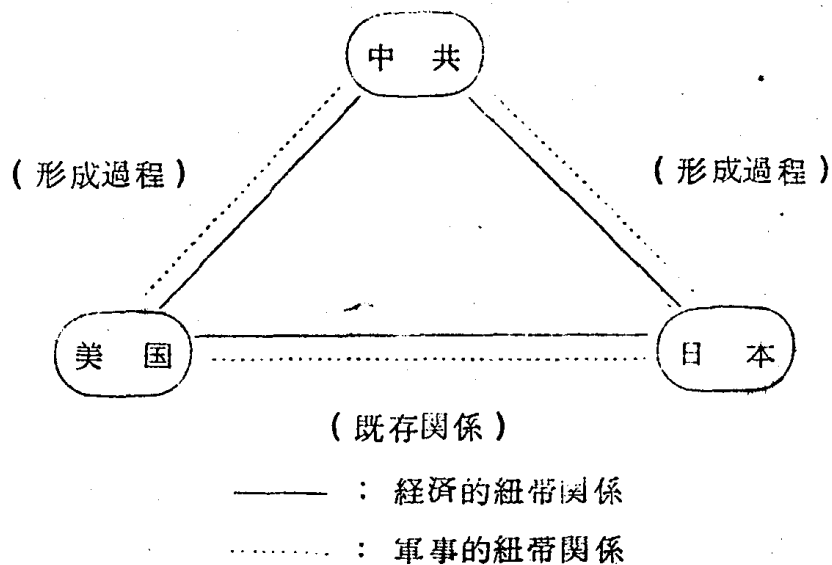 中 共
( 形成過程 )
( 形成過程 )
美 国
日 本
( 既存関係 )
: 経済的紐帯関係
: 軍事的紐帯関係